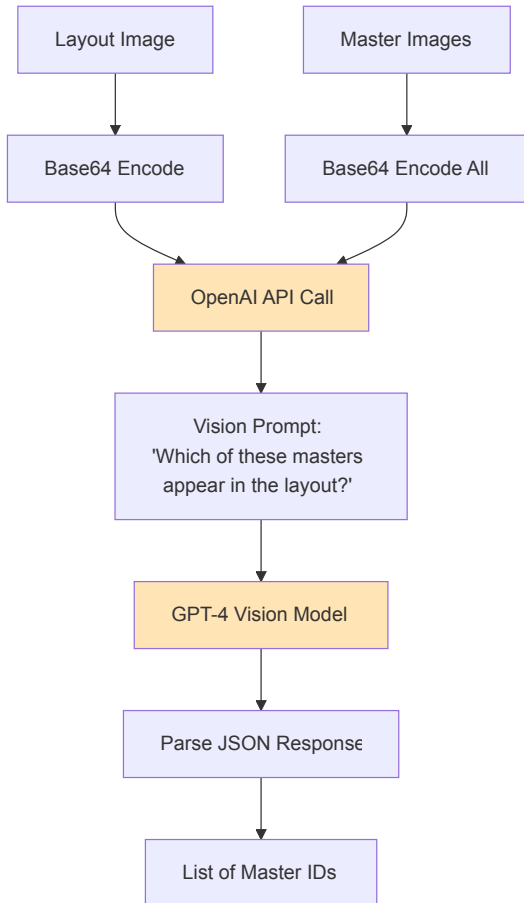 Layout Image
Master Images
Base64 Encode
Base64 Encode All
OpenAI API Call
Vision Prompt:
'Which of these masters
appear in the layout?'
GPT-4 Vision Model
Parse JSON Response
List of Master IDs